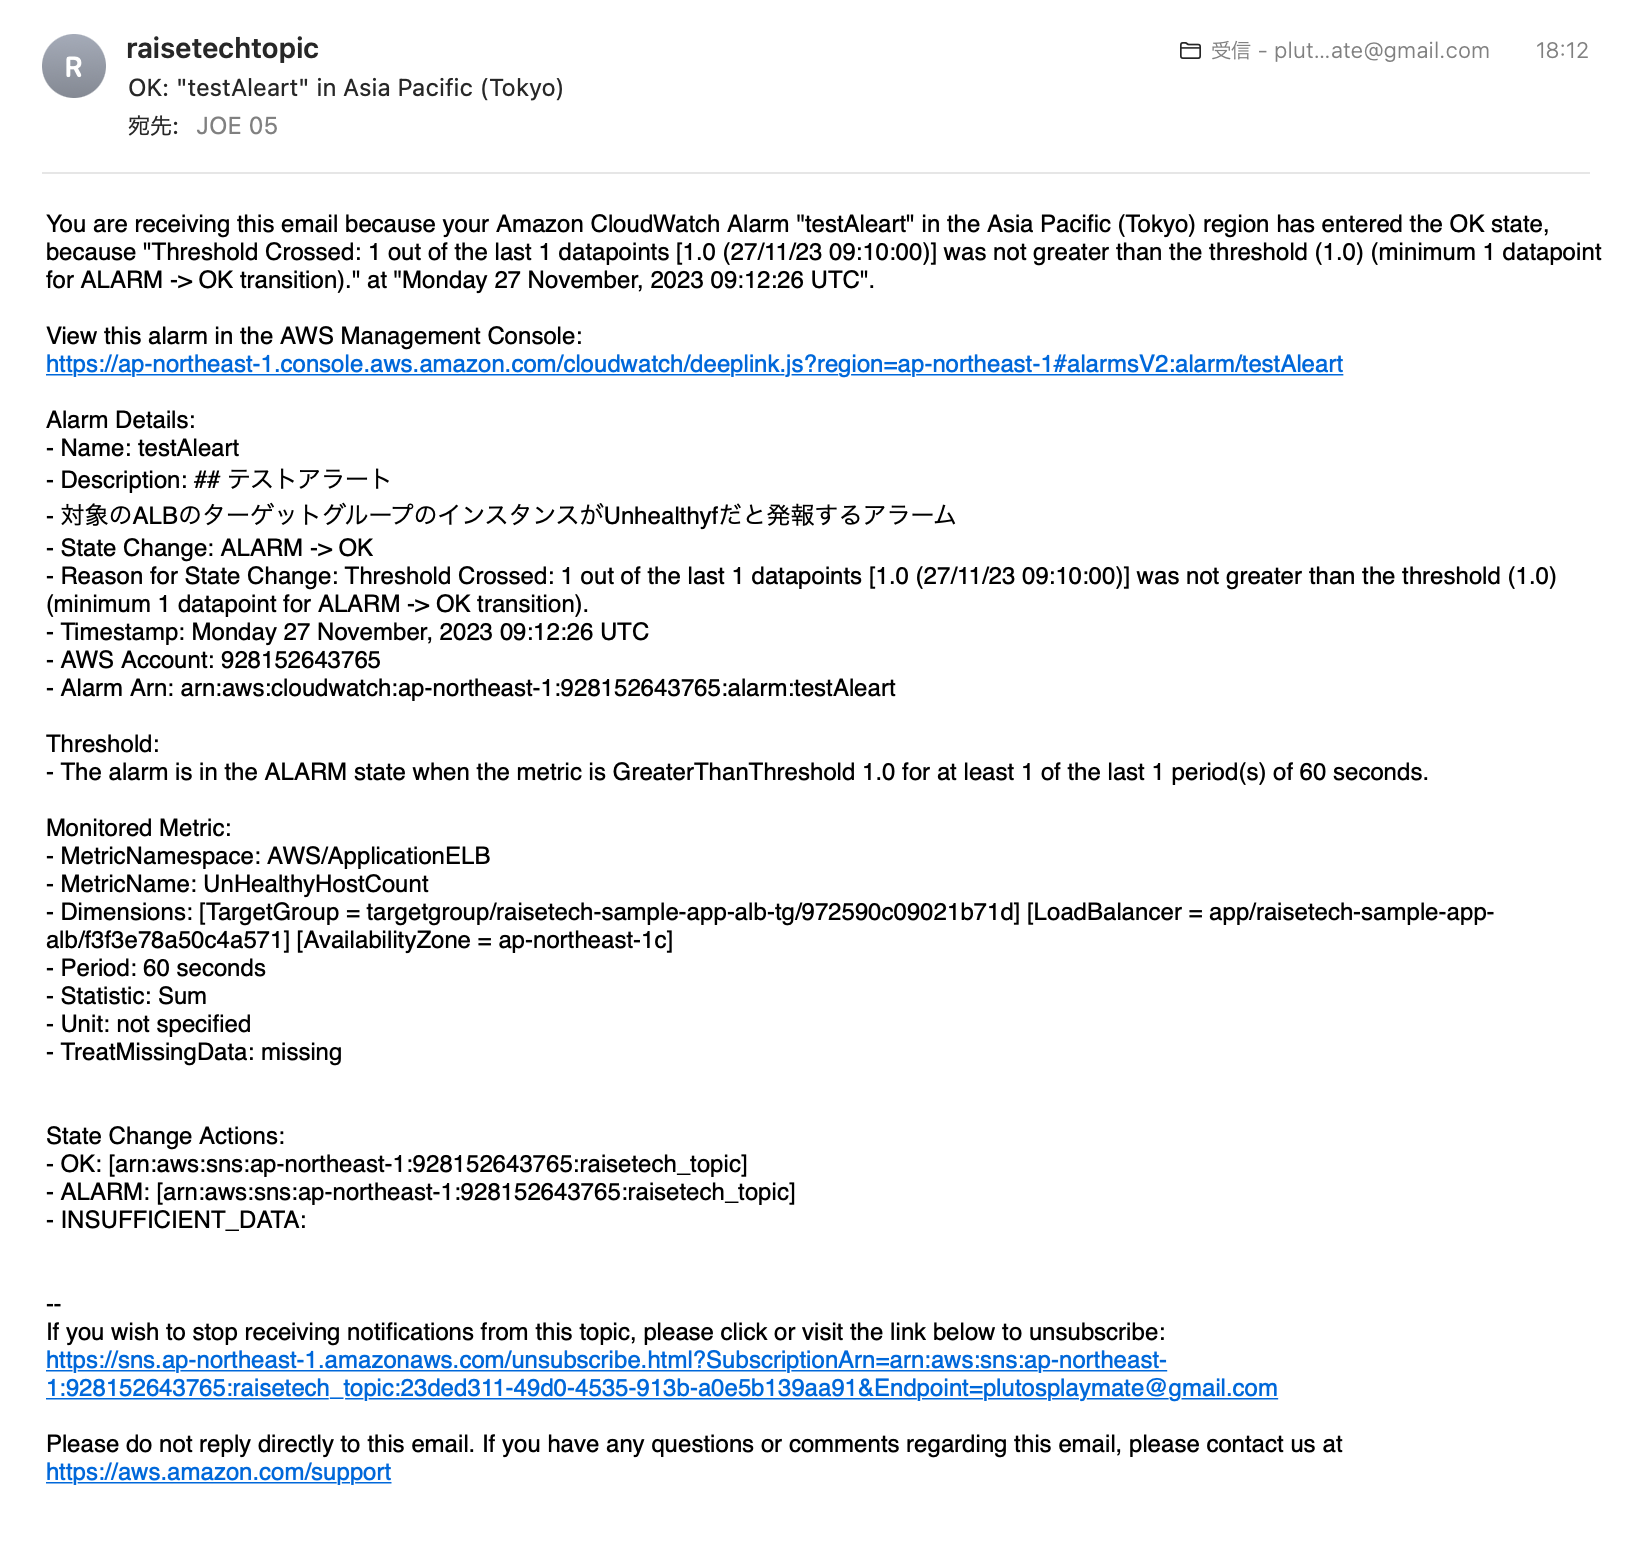 R
raisetechtopic
受信 - plut...ate@gmail.com 18:12
OK: "testAleart" in Asia Pacific (Tokyo)
宛先: JOE 05
You are receiving this email because your Amazon CloudWatch Alarm "testAleart" in the Asia Pacific (Tokyo) region has entered the OK state,
because "Threshold Crossed: 1 out of the last 1 datapoints [1.0 (27/11/23 09:10:00)] was not greater than the threshold (1.0) (minimum 1 datapoint
for ALARM -> OK transition)." at "Monday 27 November, 2023 09:12:26 UTC".
View this alarm in the AWS Management Console:
https://ap-northeast-1.console.aws.amazon.com/cloudwatch/deeplink.js?region=ap-northeast-1#alarmsV2:alarm/testAleart
Alarm Details:
- Name: testAleart
- Description: ## テストアラート
- 対象のALBのターゲットグループのインスタンスがUnhealthyfだと発報するアラーム
- State Change: ALARM -> OK
- Reason for State Change: Threshold Crossed: 1 out of the last 1 datapoints [1.0 (27/11/23 09:10:00)] was not greater than the threshold (1.0)
(minimum 1 datapoint for ALARM -> OK transition).
- Timestamp: Monday 27 November, 2023 09:12:26 UTC
- AWS Account: 928152643765
- Alarm Arn: arn:aws:cloudwatch:ap-northeast-1:928152643765:alarm:testAleart
Threshold:
- The alarm is in the ALARM state when the metric is GreaterThanThreshold 1.0 for at least 1 of the last 1 period(s) of 60 seconds.
Monitored Metric:
- MetricNamespace: AWS/ApplicationELB
- MetricName: UnHealthyHostCount
- Dimensions: [TargetGroup = targetgroup/raisetech-sample-app-alb-tg/972590c09021b71d] [LoadBalancer = app/raisetech-sample-app-
alb/f3f3e78a50c4a571] [AvailabilityZone = ap-northeast-1c]
- Period: 60 seconds
- Statistic: Sum
- Unit: not specified
- TreatMissingData: missing
State Change Actions:
- OK: [arn:aws:sns:ap-northeast-1:928152643765:raisetech_topic]
- ALARM: [arn:aws:sns:ap-northeast-1:928152643765:raisetech_topic]
- INSUFFICIENT_DATA:
--
If you wish to stop receiving notifications from this topic, please click or visit the link below to unsubscribe:
https://sns.ap-northeast-1.amazonaws.com/unsubscribe.html?SubscriptionArn=arn:aws:sns:ap-northeast-
1:928152643765:raisetech_topic:23ded311-49d0-4535-913b-a0e5b139aa91&Endpoint=plutosplaymate@gmail.com
Please do not reply directly to this email. If you have any questions or comments regarding this email, please contact us at
https://aws.amazon.com/support